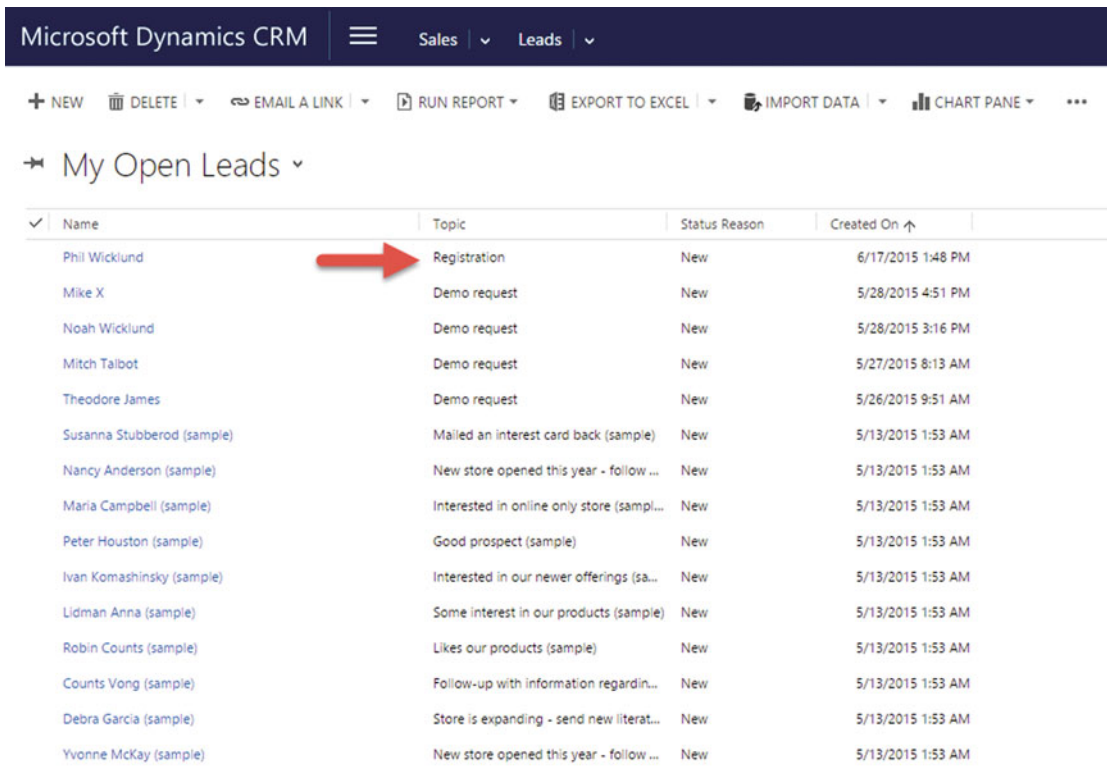 Microsoft Dynamics CRM Sales Leads
NEW DELETE EMAIL A LINK RUN REPORT EXPORT TO EXCEL IMPORT DATA CHART PANE ...
My Open Leads
Name Topic Status Reason Created On
Phil Wicklund Registration New 6/17/2015 1:48 PM
Mike X Demo request New 5/28/2015 4:51 PM
Noah Wicklund Demo request New 5/28/2015 3:16 PM
Mitch Talbot Demo request New 5/27/2015 8:13 AM
Theodore James Demo request New 5/26/2015 9:51 AM
Susanna Stubberod (sample) Mailed an interest card back (sample) New 5/13/2015 1:53 AM
Nancy Anderson (sample) New store opened this year - follow ... New 5/13/2015 1:53 AM
Maria Campbell (sample) Interested in online only store (sampl... New 5/13/2015 1:53 AM
Peter Houston (sample) Good prospect (sample) New 5/13/2015 1:53 AM
Ivan Komashinsky (sample) Interested in our newer offerings (sa... New 5/13/2015 1:53 AM
Lidman Anna (sample) Some interest in our products (sample) New 5/13/2015 1:53 AM
Robin Counts (sample) Likes our products (sample) New 5/13/2015 1:53 AM
Counts Vong (sample) Follow-up with information regardin... New 5/13/2015 1:53 AM
Debra Garcia (sample) Store is expanding - send new literat... New 5/13/2015 1:53 AM
Yvonne McKay (sample) New store opened this year - follow ... New 5/13/2015 1:53 AM